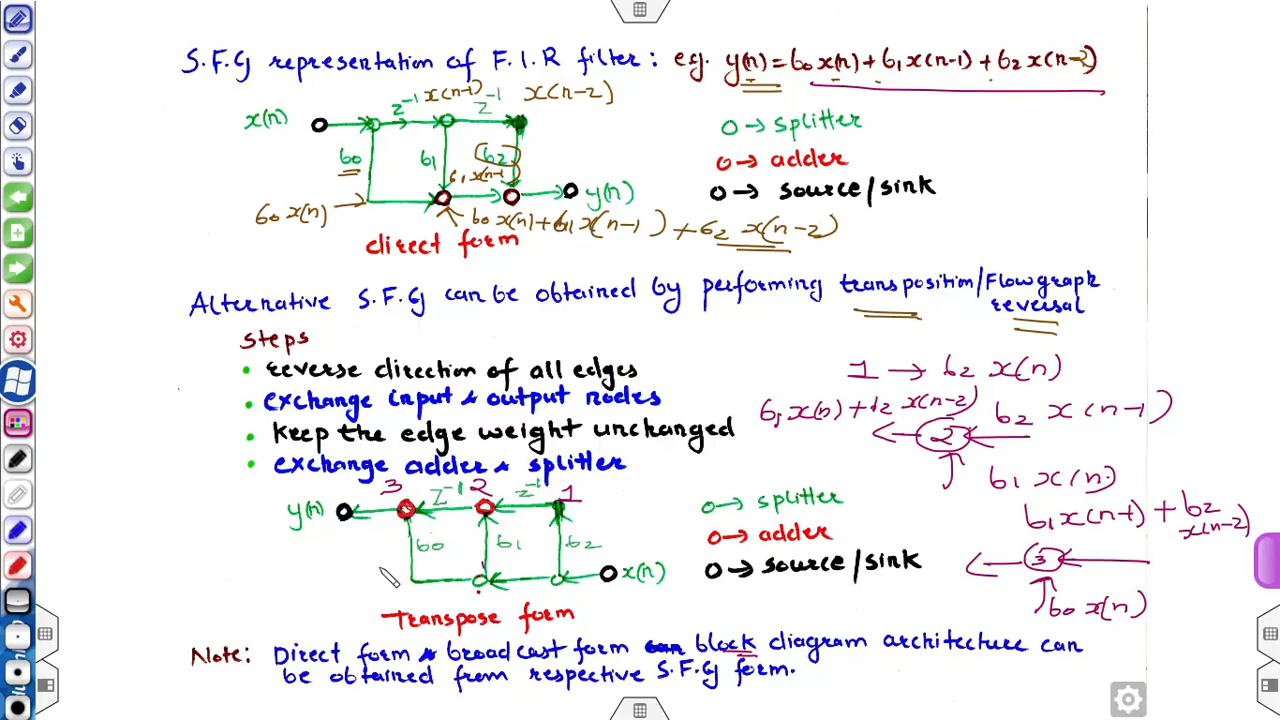 S.F.G representation of F.I.R filter: eg. y(n) = b0 x(n) + b1 x(n-1) + b2 x(n-2)
x(n) z⁻¹ x(n-1) z⁻¹ x(n-2)
b0 b1 b2
b1 x(n-1)
y(n)
b0 x(n) → b0 x(n) + b1 x(n-1) + b2 x(n-2)
direct form
o → splitter
o → adder
o → source/sink
Alternative S.F.G can be obtained by performing transposition/Flowgraph
reversal
steps
• reverse direction of all edges
• exchange input & output nodes
• keep the edge weight unchanged
• exchange adder & splitter
1 → b2 x(n)
b1 x(n) + b2 x(n-2) b2 x(n-1)
2
b1 x(n)
b1 x(n-1) + b2
x(n-2)
3
b0 x(n)
3 z⁻¹ 2 z⁻¹ 1
y(n)
b0 b1 b2
x(n)
Transpose form
o → splitter
o → adder
o → source/sink
Note: Direct form & broadcast form block diagram architecture can
be obtained from respective S.F.G form.